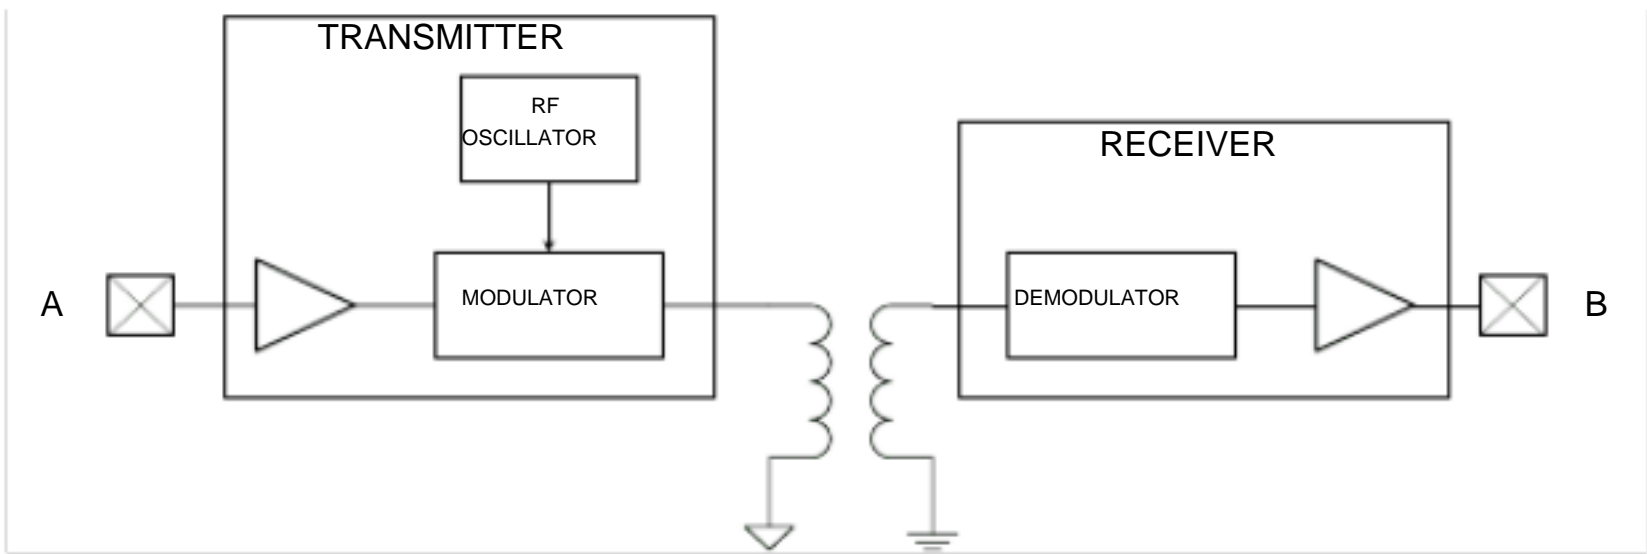 TRANSMITTER
RF
OSCILLATOR
RECEIVER
A
MODULATOR
DEMODULATOR
B